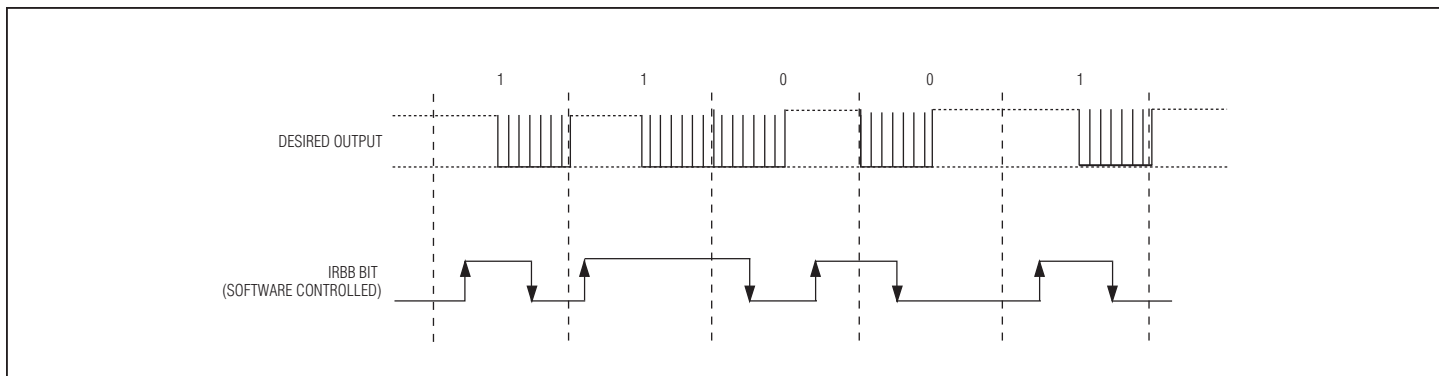 1 1 0 0 1
DESIRED OUTPUT
IRBB BIT
(SOFTWARE CONTROLLED)